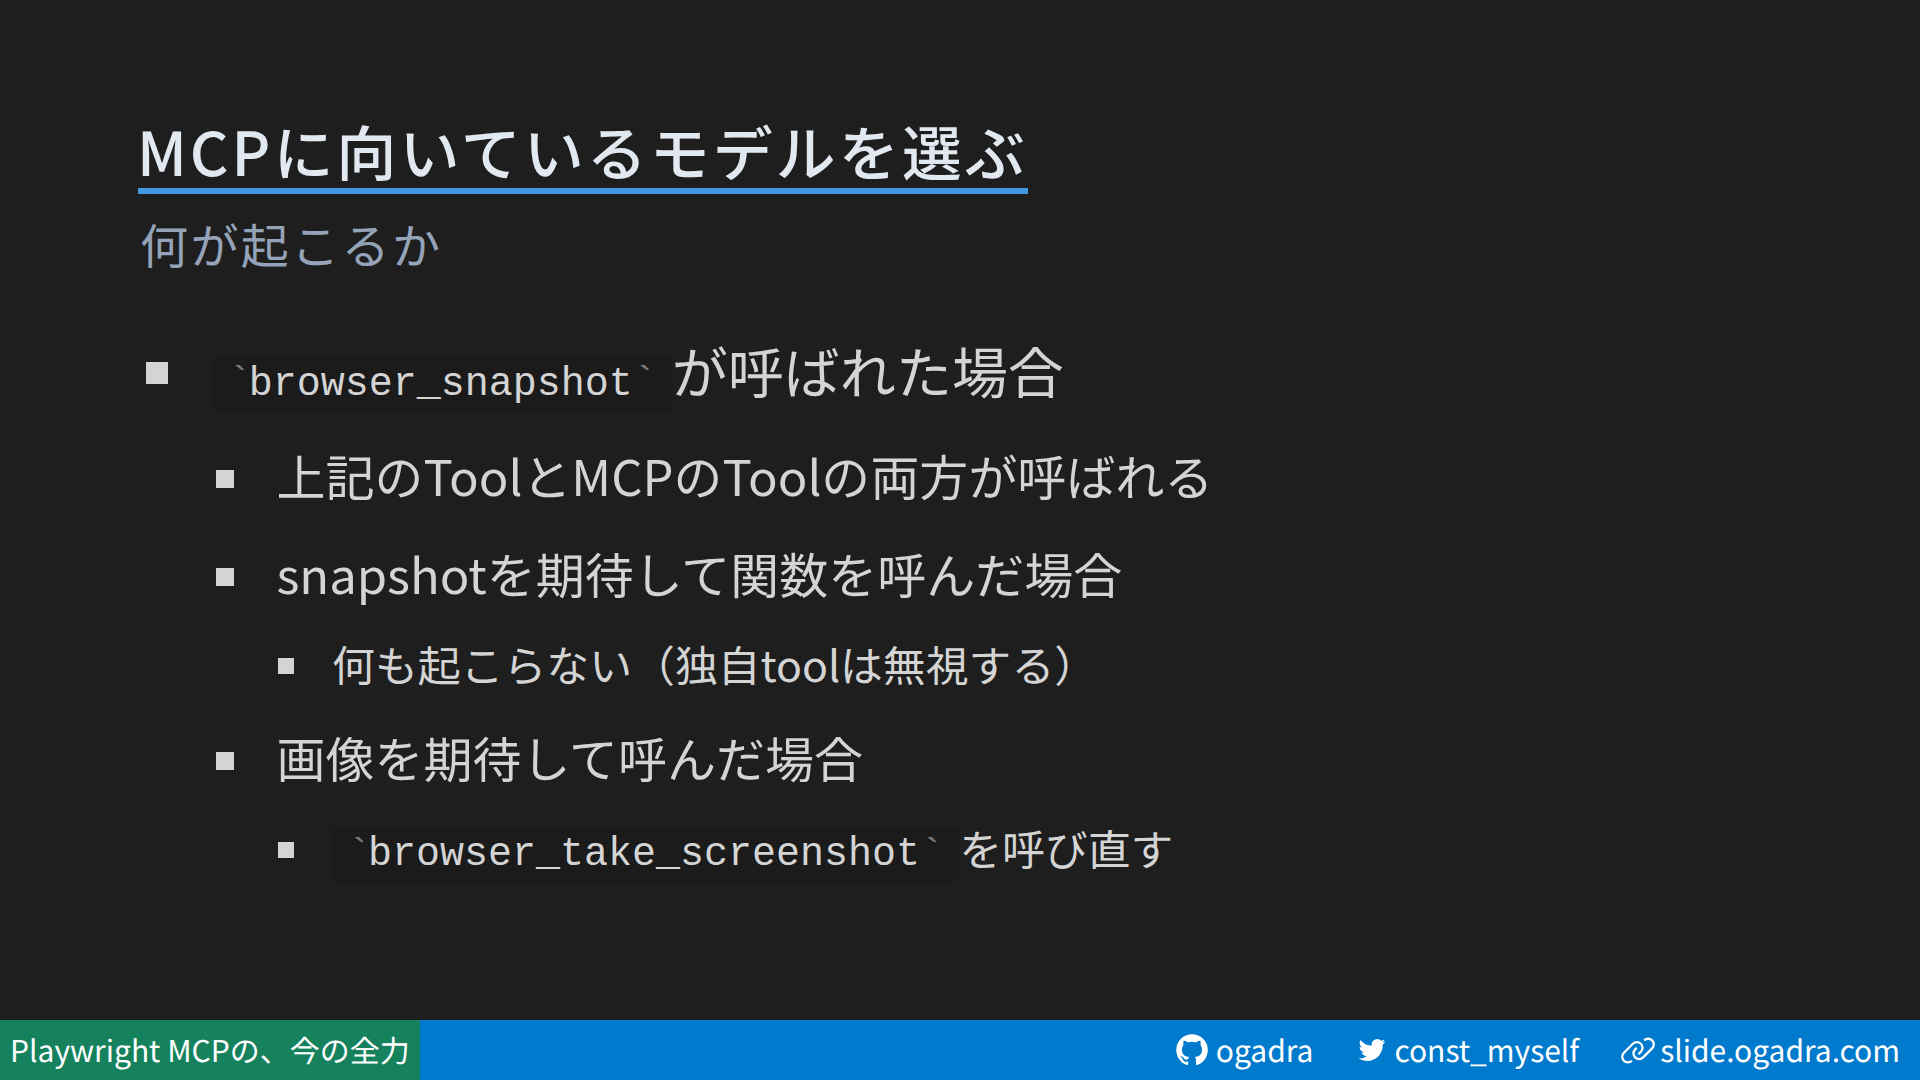 MCPに向いているモデルを選ぶ
何が起こるか
`browser_snapshot`が呼ばれた場合
上記のToolとMCPのToolの両方が呼ばれる
snapshotを期待して関数を呼んだ場合
何も起こらない（独自toolは無視する）
画像を期待して呼んだ場合
`browser_take_screenshot`を呼び直す
Playwright MCPの、今の全力
ogadra
const_myself
slide.ogadra.com